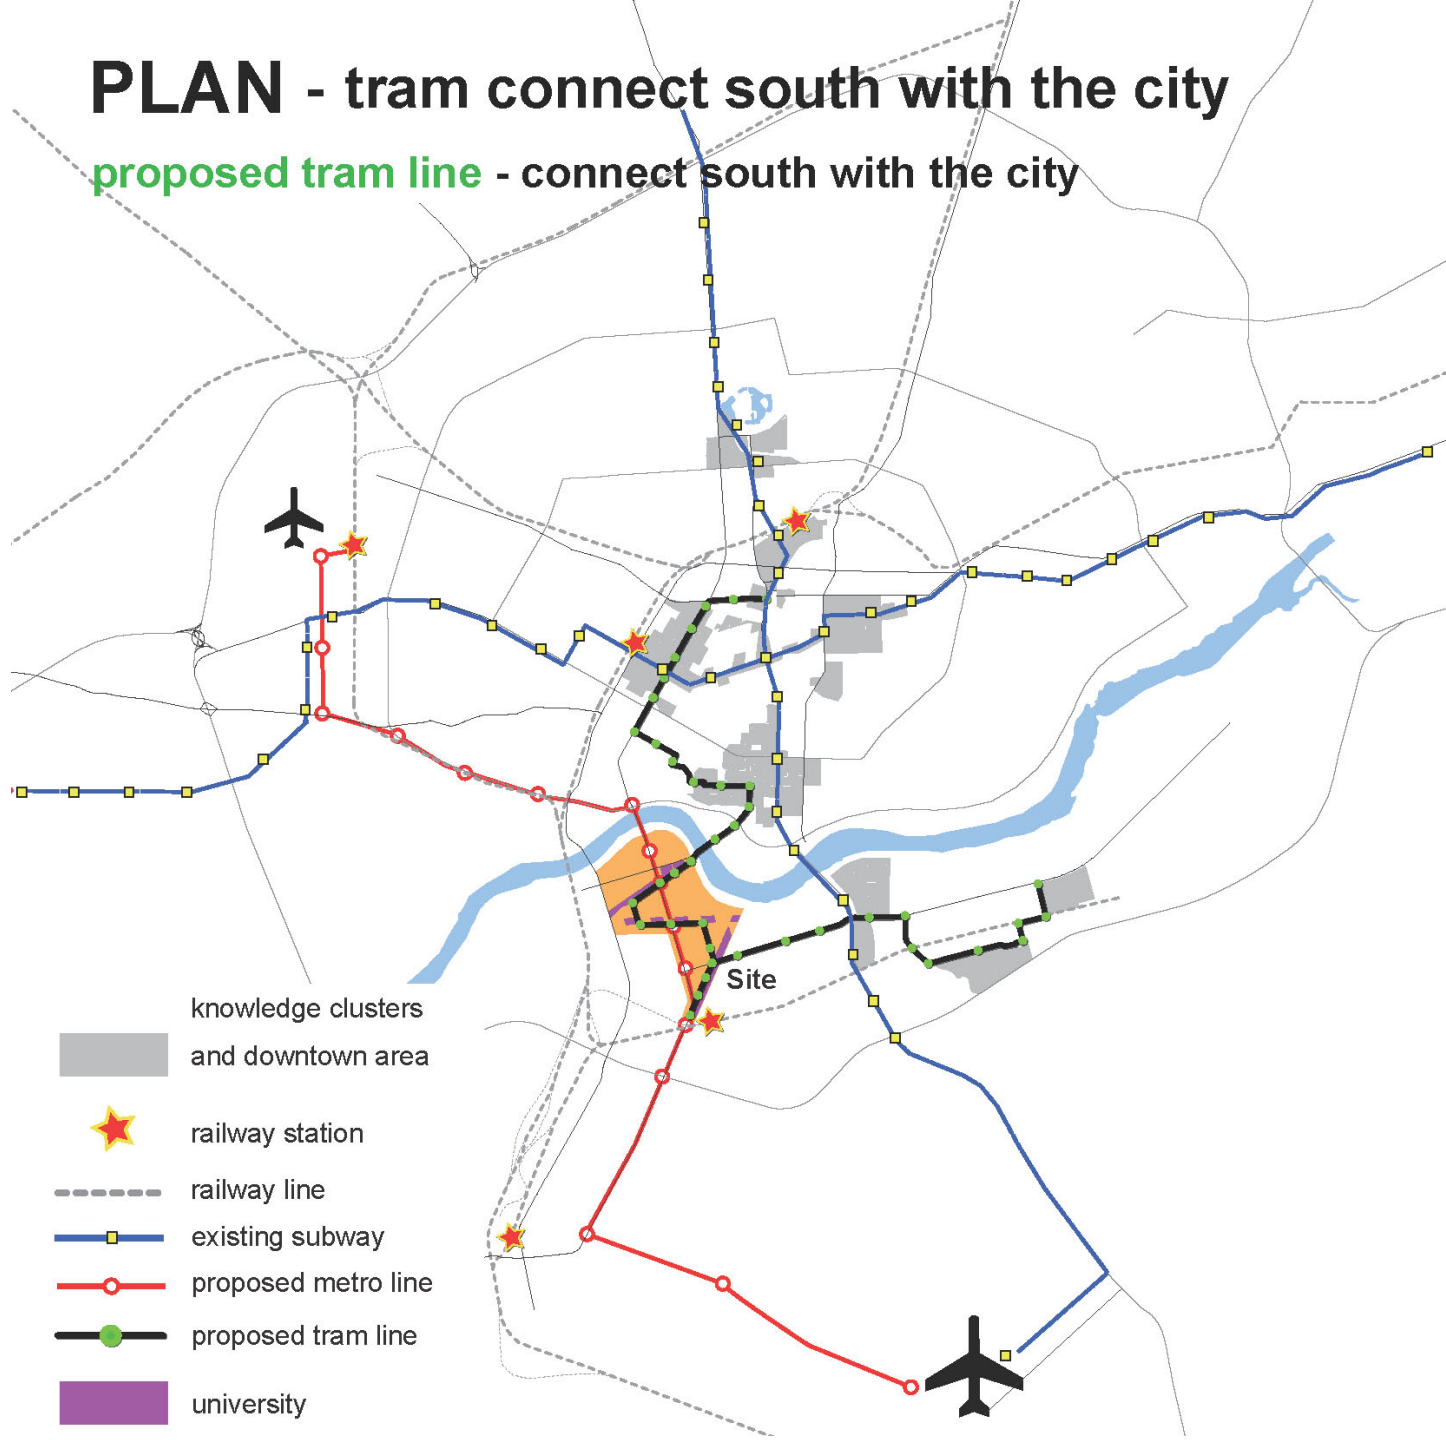 PLAN - tram connect south with the city
proposed tram line - connect south with the city
Site
knowledge clusters
and downtown area
railway station
railway line
existing subway
proposed metro line
proposed tram line
university